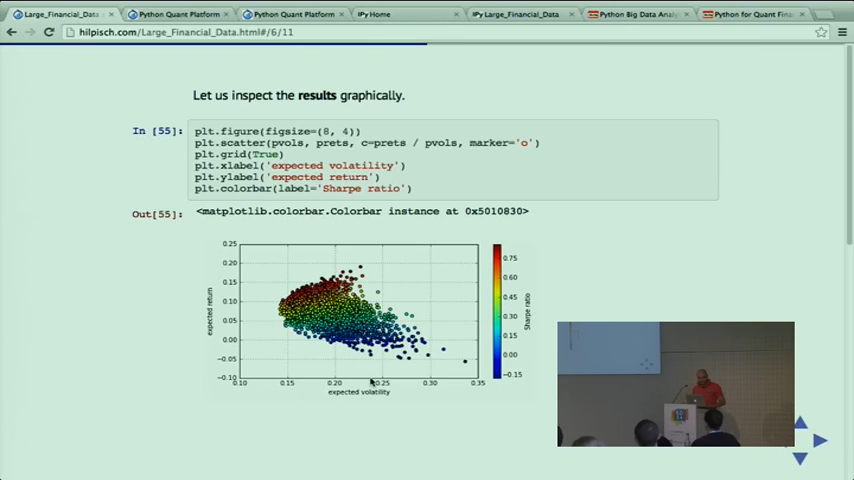 Large_Financial_Data.
Python Quant Platform
Python Quant Platform
IPy Home
IPy Large_Financial_Data
Python Big Data Analy
Python for Quant Finan
hilpisch.com/Large_Financial_Data.html#/6/11
Let us inspect the results graphically.
In [55]:
plt.figure(figsize=(8, 4))
plt.scatter(pvols, prets, c=prets / pvols, marker='o')
plt.grid(True)
plt.xlabel('expected volatility')
plt.ylabel('expected return')
plt.colorbar(label='Sharpe ratio')
Out[55]:
<matplotlib.colorbar.Colorbar instance at 0x5010830>
0.25
0.20
0.15
0.10
0.05
0.00
−0.05
−0.10
expected return
0.10 0.15 0.20 0.25 0.30 0.35
expected volatility
0.75
0.60
0.45
0.30
0.15
0.00
−0.15
Sharpe ratio